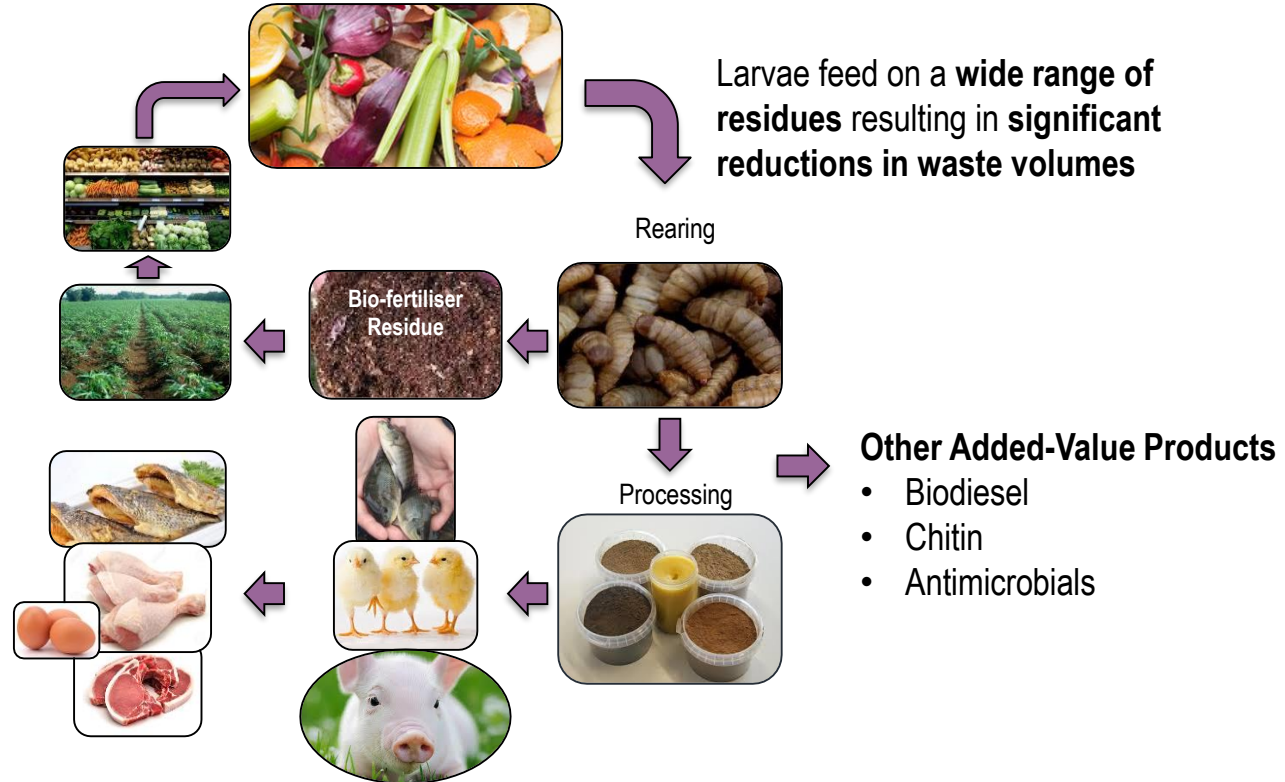 Larvae feed on a wide range of
residues resulting in significant
reductions in waste volumes
Rearing
Bio-fertiliser
Residue
Processing
Other Added-Value Products
• Biodiesel
• Chitin
• Antimicrobials